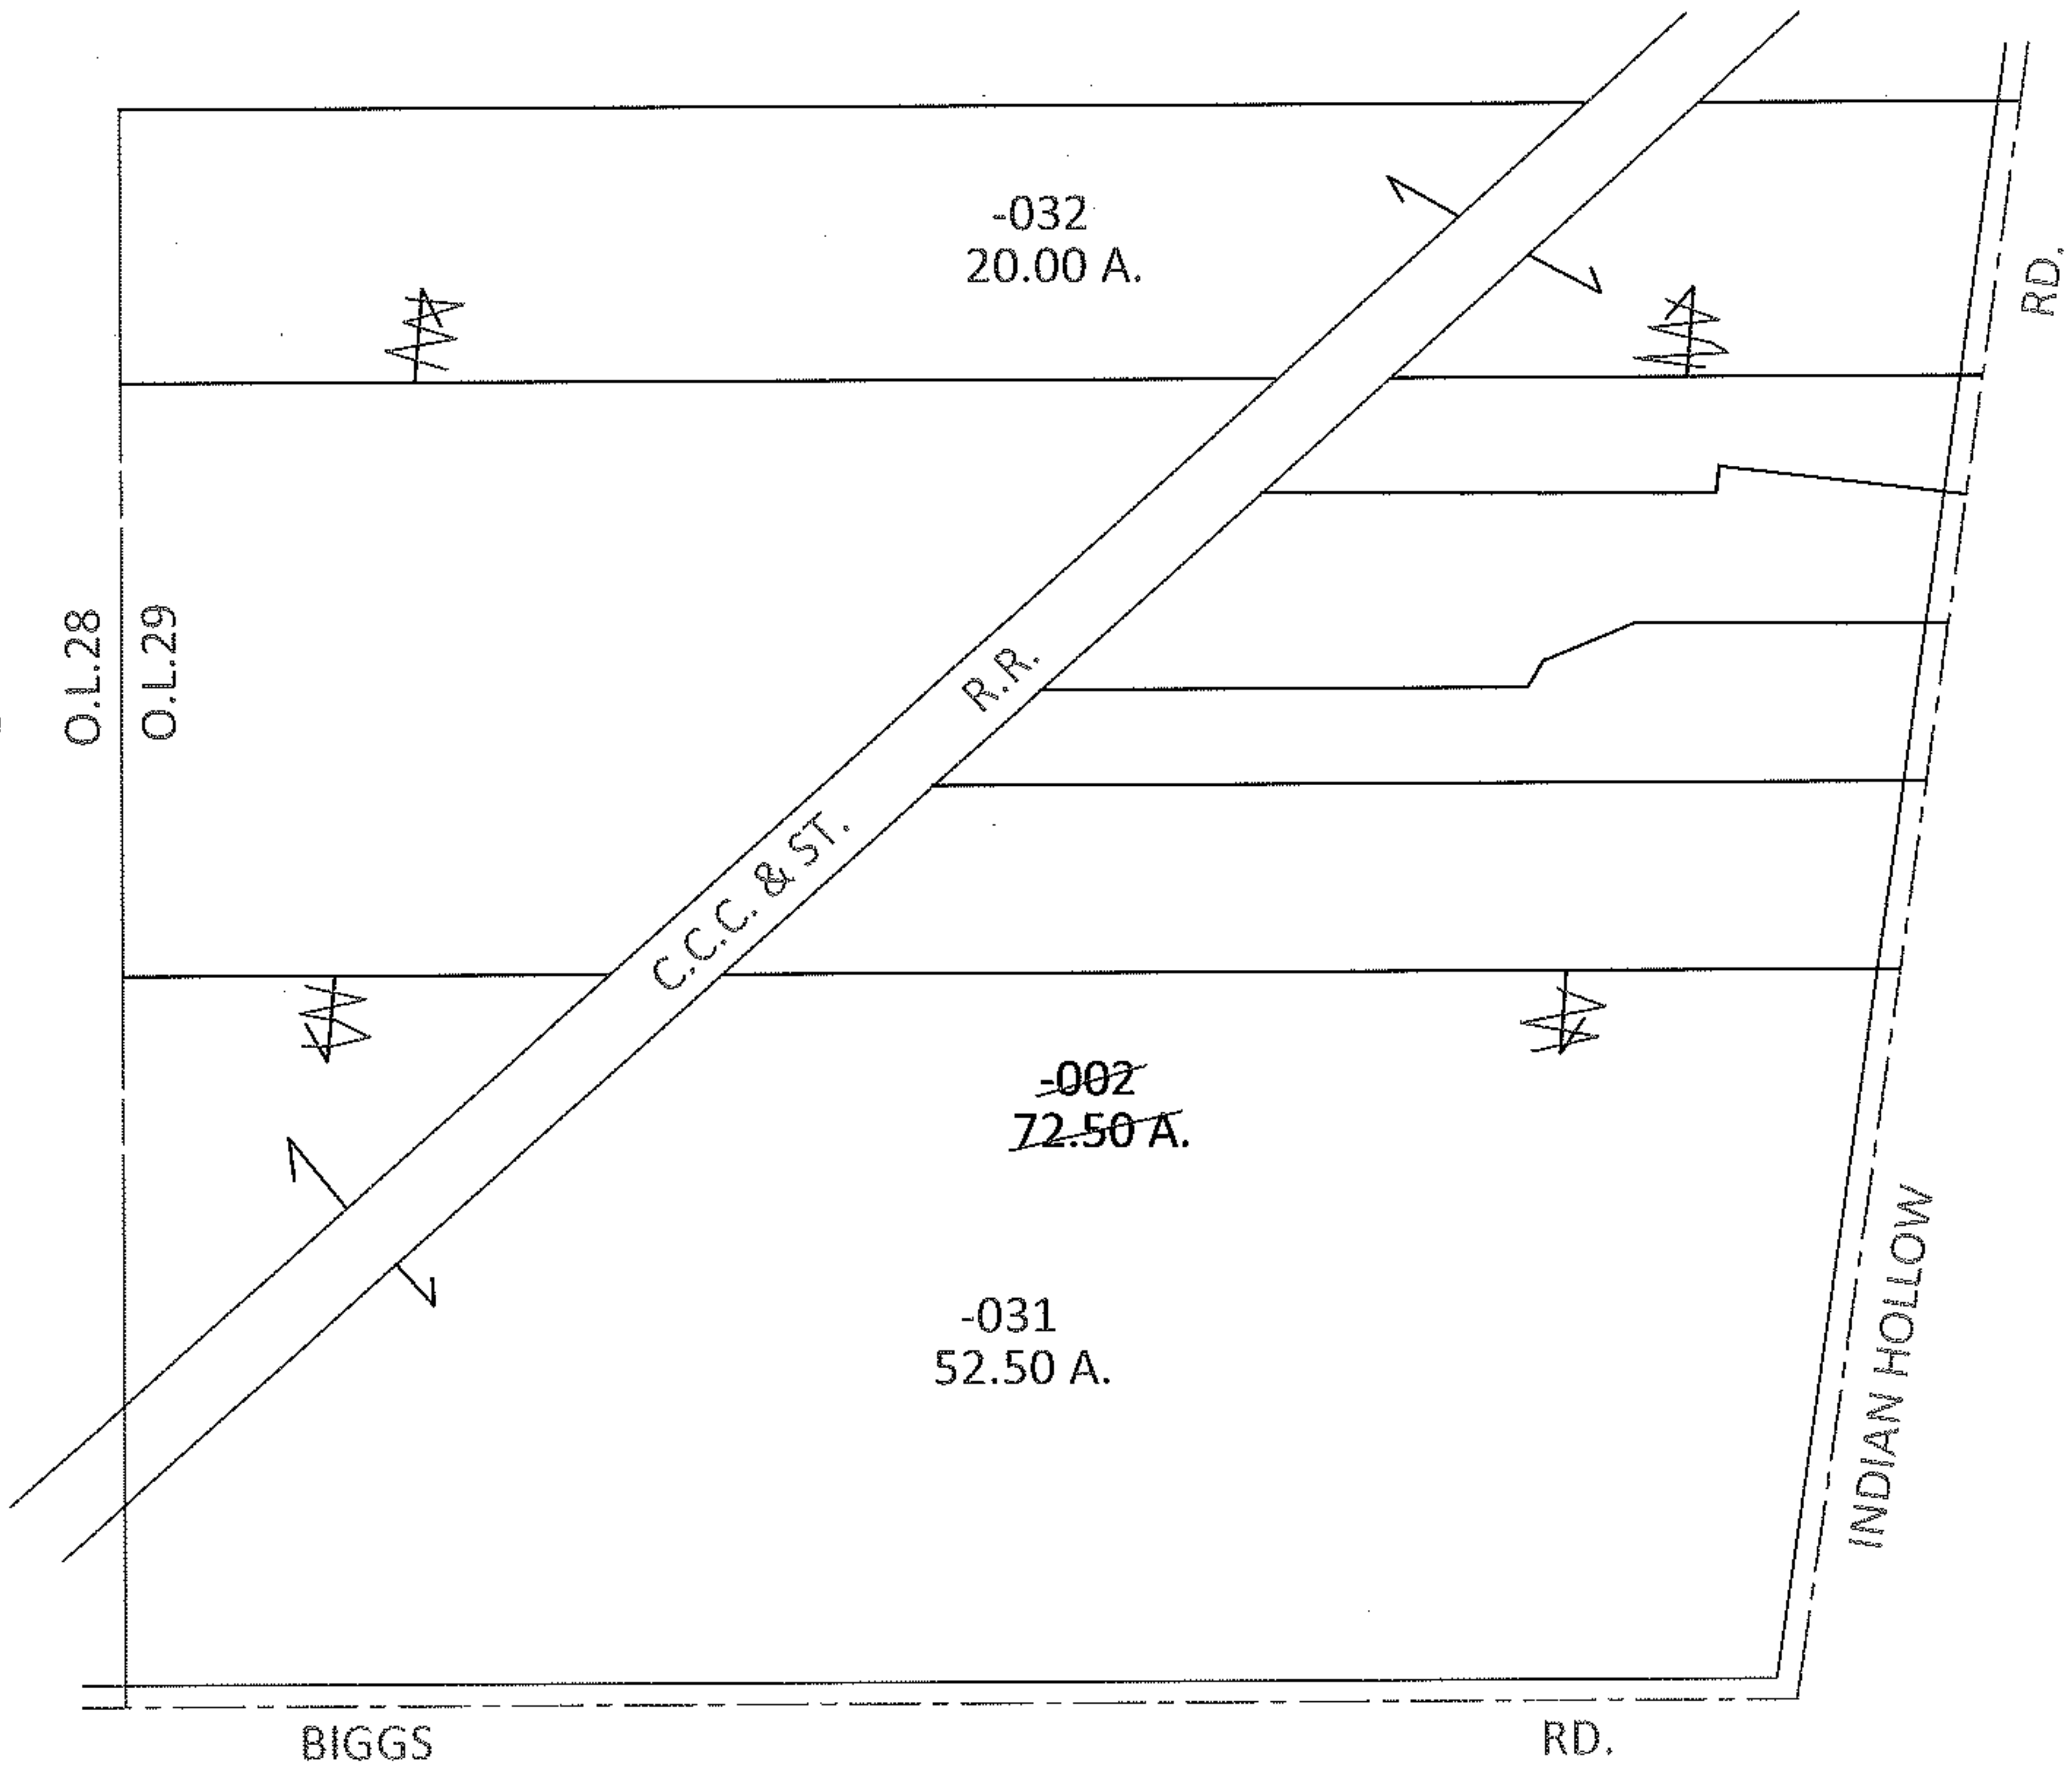 -032
20.00 A.
RD.
O.L.28
O.L.29
R.R.
C.C.C. & ST.
-002
72.50 A.
INDIAN HOLLOW
-031
52.50 A.
BIGGS
RD.